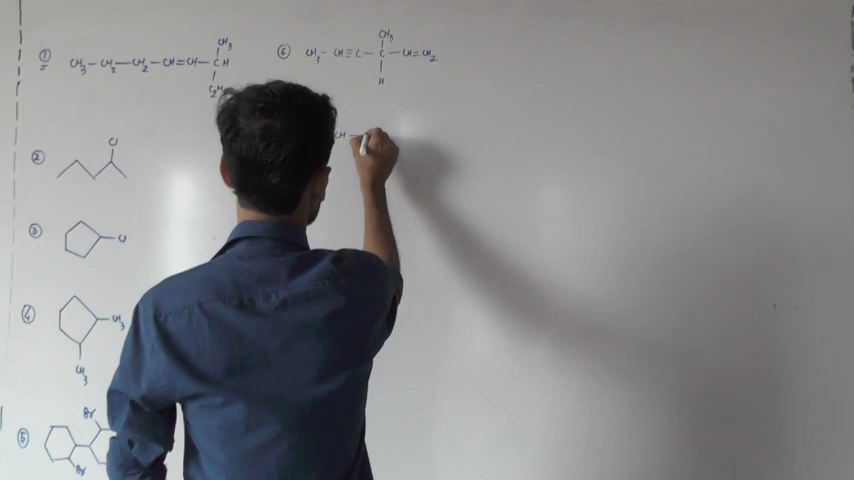 ① CH₃-CH₂-CH₂-CH=CH-CH
CH₃
⑥ CH₃-CH≡C-C-CH=CH₂
CH₃
H
CH-
② Cl
③ Cl
④ CH₃
CH₃
⑤ Br
Br